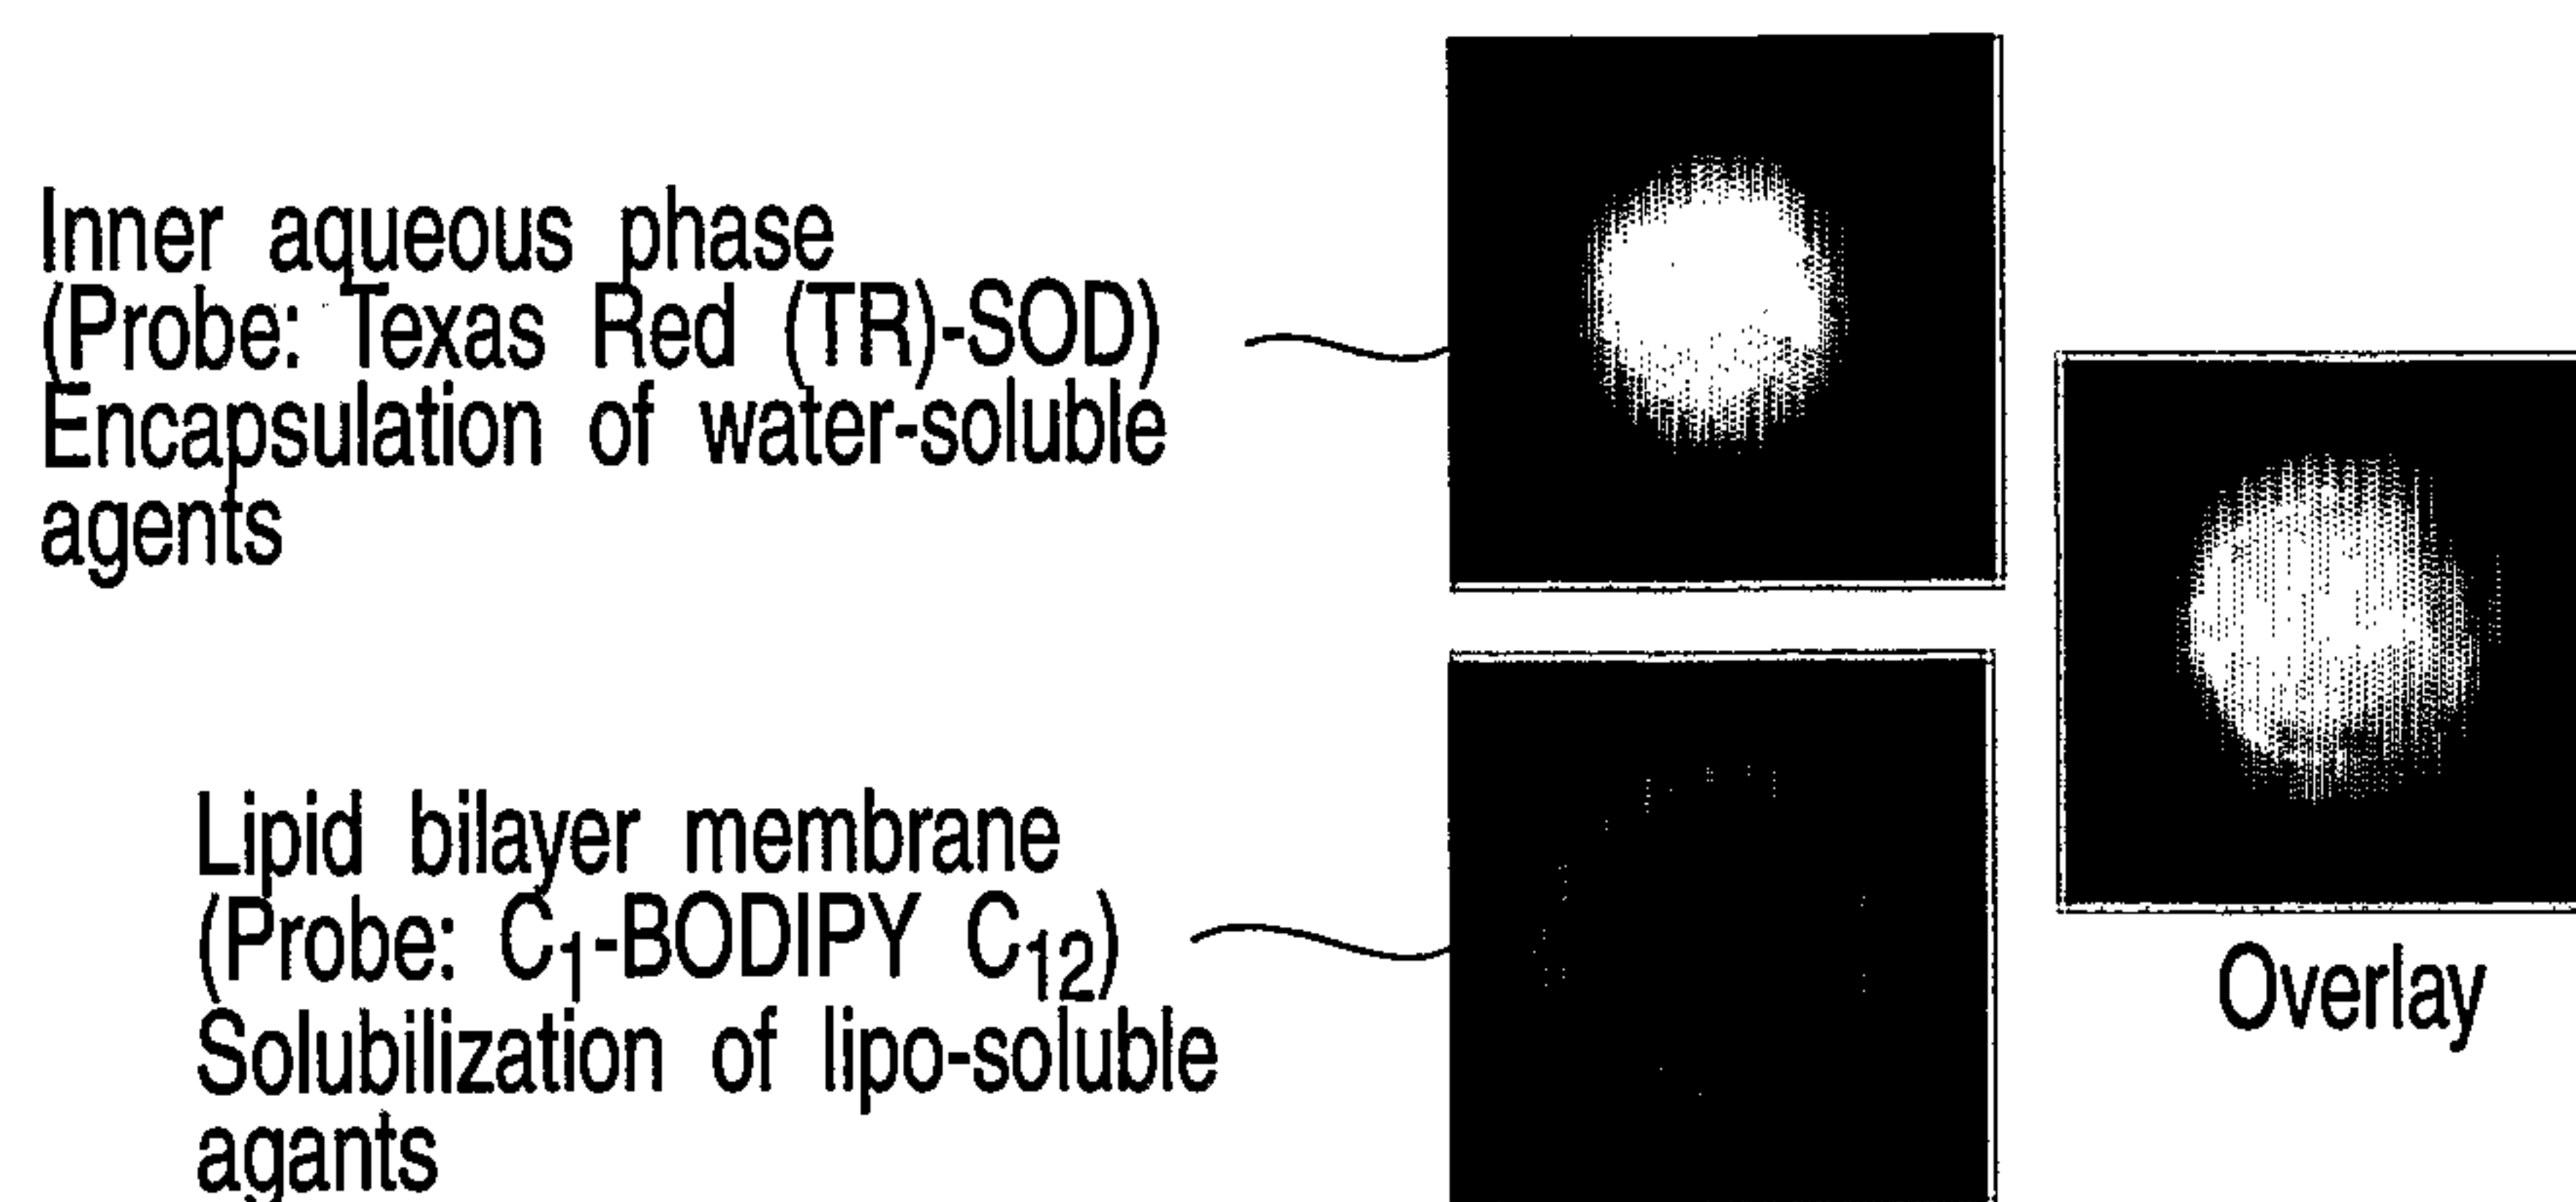 Inner aqueous phase
(Probe: Texas Red (TR)-SOD)
Encapsulation of water-soluble
agents
Lipid bilayer membrane
(Probe: C₁-BODIPY C₁₂)
Solubilization of lipo-soluble
agants
Overlay